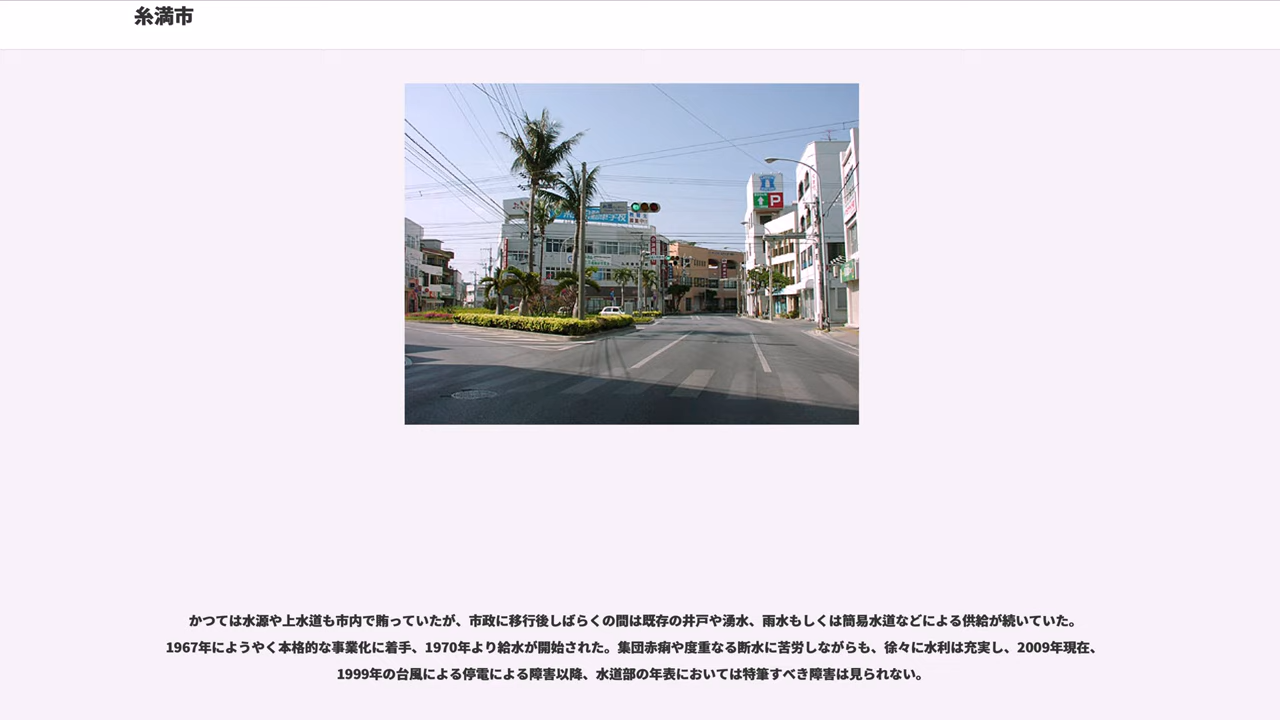 糸満市
P
かつては水源や上水道も市内で賄っていたが、市政に移行後しばらくの間は既存の井戸や湧水、雨水もしくは簡易水道などによる供給が続いていた。
1967年にようやく本格的な事業化に着手、1970年より給水が開始された。集団赤痢や度重なる断水に苦労しながらも、徐々に水利は充実し、2009年現在、
1999年の台風による停電による障害以降、水道部の年表においては特筆すべき障害は見られない。